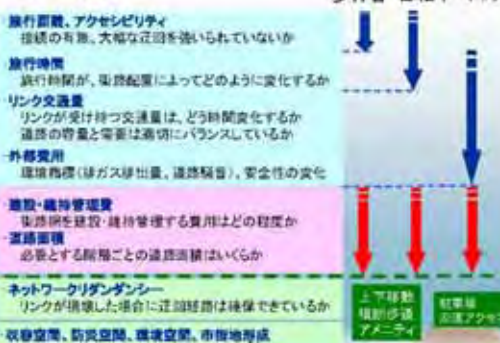 旅行距離、アクセシビリティ
接続の有無、大幅な迂回を強いられていないか
旅行時間
旅行時間が、街路配置によってどのように変化するか
リンク交通量
リンクが受け持つ交通量は、どう時間変化するか
道路の容量と需要は適切にバランスしているか
外部費用
環境指標(排ガス排出量、道路騒音)、安全性の変化
建設・維持管理費
街路網を建設・維持管理する費用はどの程度か
道路面積
必要とする階層ごとの道路面積はいくらか
ネットワークリダンダンシー
リンクが損壊した場合に迂回経路は確保できているか
上下移動
横断歩道
アメニティ
駐車場
収容空間、防災空間、環境空間、市街地形成